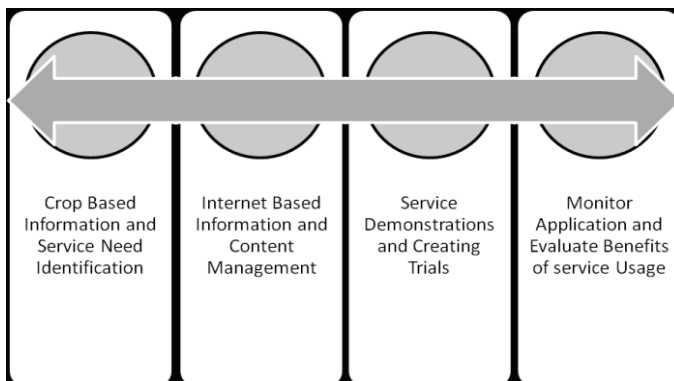 Crop Based
Information and
Service Need
Identification
Internet Based
Information and
Content
Management
Service
Demonstrations
and Creating
Trials
Monitor
Application and
Evaluate Benefits
of service Usage